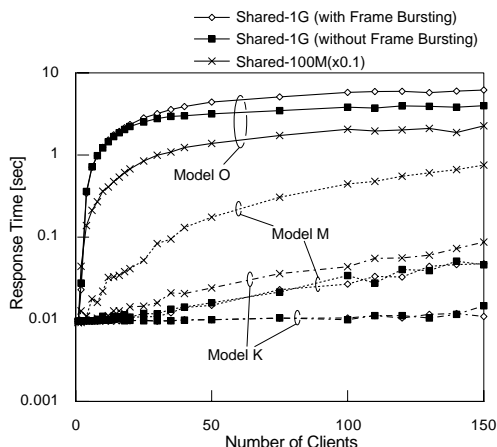 Shared-1G (with Frame Bursting)
Shared-1G (without Frame Bursting)
Shared-100M(x0.1)
10
1
0.1
0.01
0.001
Response Time [sec]
Model O
Model M
Model K
0
50
100
150
Number of Clients